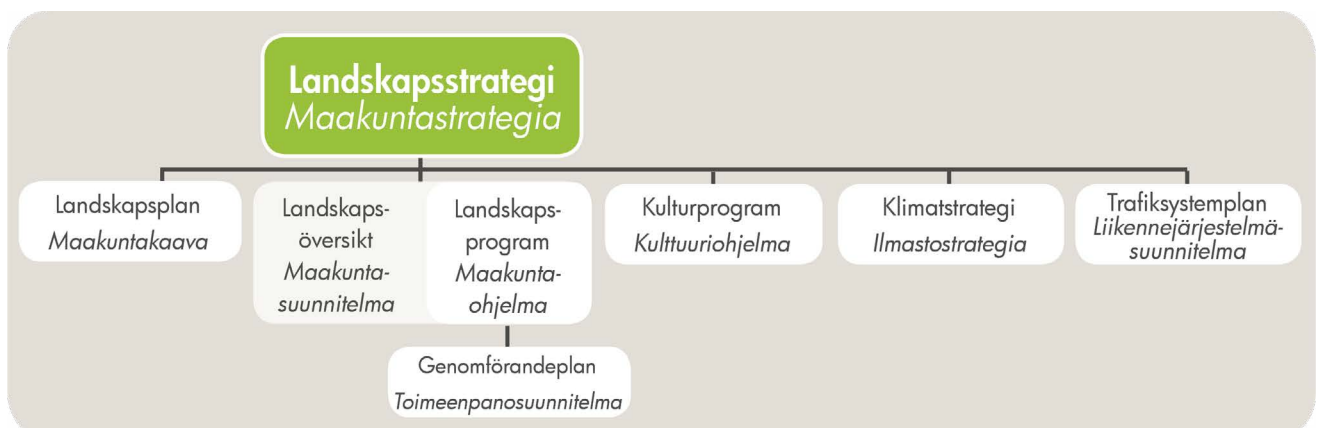 Landskapsstrategi
Maakuntastrategia
Landskapsplan
Maakuntakaava
Landskaps-
översikt
Maakunta-
suunnitelma
Landskaps-
program
Maakunta-
ohjelma
Kulturprogram
Kulttuuriohjelma
Klimatstrategi
Ilmastostrategia
Trafiksystemplan
Liikennejärjestelmä-
suunnitelma
Genomförandeplan
Toimeenpanosuunnitelma